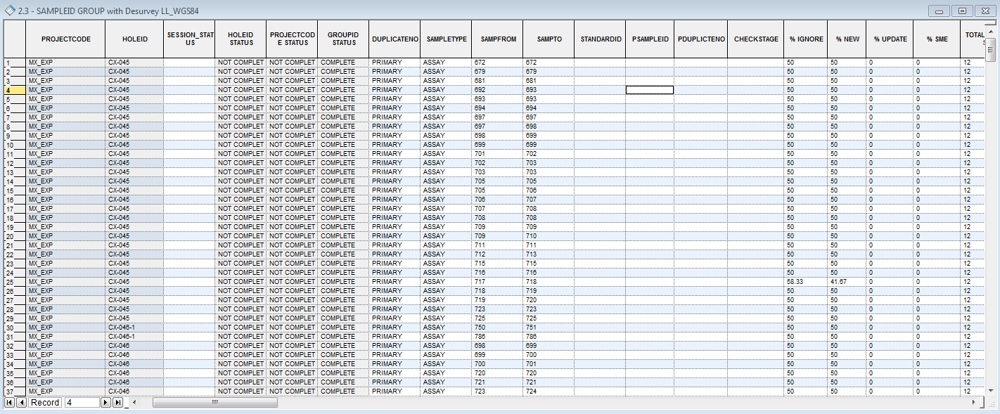 2.3 - SAMPLEID GROUP with Desurvey LL_WGS84
PROJECTCODE HOLEID SESSION_STAT US HOLEID STATUS PROJECTCOD E STATUS GROUPID STATUS DUPLICATENO SAMPLETYPE SAMPFROM SAMPTO STANDARDID PSAMPLEID PDUPLICTENO CHECKSTAGE % IGNORE % NEW % UPDATE % SME TOTAL S
1 MX_EXP CX-045 NOT COMPLET NOT COMPLET COMPLETE PRIMARY ASSAY 672 672 50 50 0 0 12
2 MX_EXP CX-045 NOT COMPLET NOT COMPLET COMPLETE PRIMARY ASSAY 679 679 50 50 0 0 12
3 MX_EXP CX-045 NOT COMPLET NOT COMPLET COMPLETE PRIMARY ASSAY 681 681 50 50 0 0 12
4 MX_EXP CX-045 NOT COMPLET NOT COMPLET COMPLETE PRIMARY ASSAY 692 693 50 50 0 0 12
5 MX_EXP CX-045 NOT COMPLET NOT COMPLET COMPLETE PRIMARY ASSAY 693 693 50 50 0 0 12
6 MX_EXP CX-045 NOT COMPLET NOT COMPLET COMPLETE PRIMARY ASSAY 694 694 50 50 0 0 12
7 MX_EXP CX-045 NOT COMPLET NOT COMPLET COMPLETE PRIMARY ASSAY 697 697 50 50 0 0 12
8 MX_EXP CX-045 NOT COMPLET NOT COMPLET COMPLETE PRIMARY ASSAY 697 698 50 50 0 0 12
9 MX_EXP CX-045 NOT COMPLET NOT COMPLET COMPLETE PRIMARY ASSAY 698 699 50 50 0 0 12
10 MX_EXP CX-045 NOT COMPLET NOT COMPLET COMPLETE PRIMARY ASSAY 699 699 50 50 0 0 12
11 MX_EXP CX-045 NOT COMPLET NOT COMPLET COMPLETE PRIMARY ASSAY 701 702 50 50 0 0 12
12 MX_EXP CX-045 NOT COMPLET NOT COMPLET COMPLETE PRIMARY ASSAY 702 703 50 50 0 0 12
13 MX_EXP CX-045 NOT COMPLET NOT COMPLET COMPLETE PRIMARY ASSAY 703 703 50 50 0 0 12
14 MX_EXP CX-045 NOT COMPLET NOT COMPLET COMPLETE PRIMARY ASSAY 705 705 50 50 0 0 12
15 MX_EXP CX-045 NOT COMPLET NOT COMPLET COMPLETE PRIMARY ASSAY 705 706 50 50 0 0 12
16 MX_EXP CX-045 NOT COMPLET NOT COMPLET COMPLETE PRIMARY ASSAY 706 707 50 50 0 0 12
17 MX_EXP CX-045 NOT COMPLET NOT COMPLET COMPLETE PRIMARY ASSAY 707 708 50 50 0 0 12
18 MX_EXP CX-045 NOT COMPLET NOT COMPLET COMPLETE PRIMARY ASSAY 708 708 50 50 0 0 12
19 MX_EXP CX-045 NOT COMPLET NOT COMPLET COMPLETE PRIMARY ASSAY 709 709 50 50 0 0 12
20 MX_EXP CX-045 NOT COMPLET NOT COMPLET COMPLETE PRIMARY ASSAY 709 710 50 50 0 0 12
21 MX_EXP CX-045 NOT COMPLET NOT COMPLET COMPLETE PRIMARY ASSAY 711 711 50 50 0 0 12
22 MX_EXP CX-045 NOT COMPLET NOT COMPLET COMPLETE PRIMARY ASSAY 712 713 50 50 0 0 12
23 MX_EXP CX-045 NOT COMPLET NOT COMPLET COMPLETE PRIMARY ASSAY 715 715 50 50 0 0 12
24 MX_EXP CX-045 NOT COMPLET NOT COMPLET COMPLETE PRIMARY ASSAY 716 716 50 50 0 0 12
25 MX_EXP CX-045 NOT COMPLET NOT COMPLET COMPLETE PRIMARY ASSAY 717 718 58.33 41.67 0 0 12
26 MX_EXP CX-045 NOT COMPLET NOT COMPLET COMPLETE PRIMARY ASSAY 718 719 50 50 0 0 12
27 MX_EXP CX-045 NOT COMPLET NOT COMPLET COMPLETE PRIMARY ASSAY 719 720 50 50 0 0 12
28 MX_EXP CX-045 NOT COMPLET NOT COMPLET COMPLETE PRIMARY ASSAY 723 723 50 50 0 0 12
29 MX_EXP CX-045 NOT COMPLET NOT COMPLET COMPLETE PRIMARY ASSAY 725 725 50 50 0 0 12
30 MX_EXP CX-046-1 NOT COMPLET NOT COMPLET COMPLETE PRIMARY ASSAY 750 751 50 50 0 0 12
31 MX_EXP CX-046-1 NOT COMPLET NOT COMPLET COMPLETE PRIMARY ASSAY 786 786 50 50 0 0 12
32 MX_EXP CX-046 NOT COMPLET NOT COMPLET COMPLETE PRIMARY ASSAY 698 699 50 50 0 0 12
33 MX_EXP CX-046 NOT COMPLET NOT COMPLET COMPLETE PRIMARY ASSAY 699 700 50 50 0 0 12
34 MX_EXP CX-046 NOT COMPLET NOT COMPLET COMPLETE PRIMARY ASSAY 700 701 50 50 0 0 12
35 MX_EXP CX-046 NOT COMPLET NOT COMPLET COMPLETE PRIMARY ASSAY 720 720 50 50 0 0 12
36 MX_EXP CX-046 NOT COMPLET NOT COMPLET COMPLETE PRIMARY ASSAY 721 721 50 50 0 0 12
37 MX_EXP CX-046 NOT COMPLET NOT COMPLET COMPLETE PRIMARY ASSAY 723 724 50 50 0 0 12
Record 4